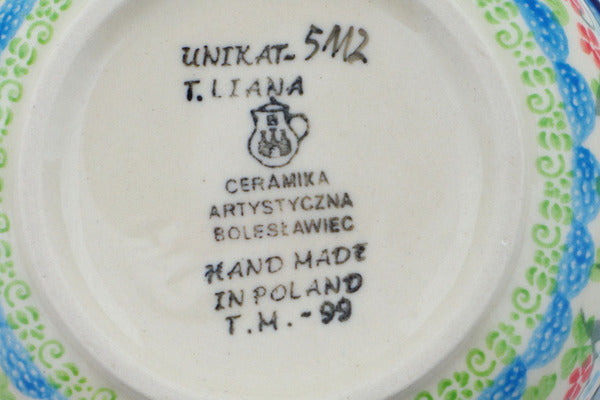 UNIKAT-5112
T. LIANA
CERAMIKA
ARTYSTYCZNA
BOLESŁAWIEC
HAND MADE
IN POLAND
T.M.-99